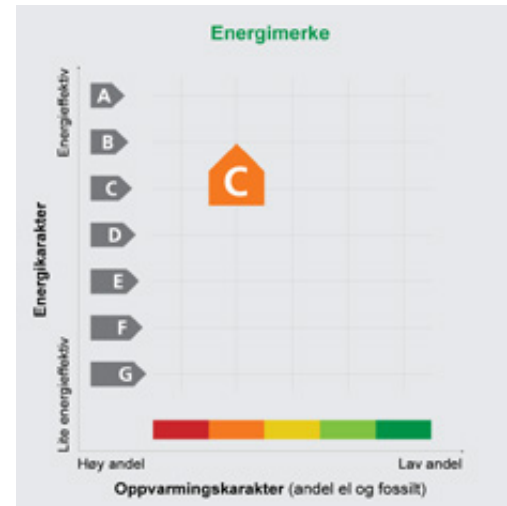 Energimerke
Energieffektiv
A
B
C
C
D
E
F
G
Energikarakter
Lite energieffektiv
Høy andel
Lav andel
Oppvarmingskarakter (andel el og fossilt)